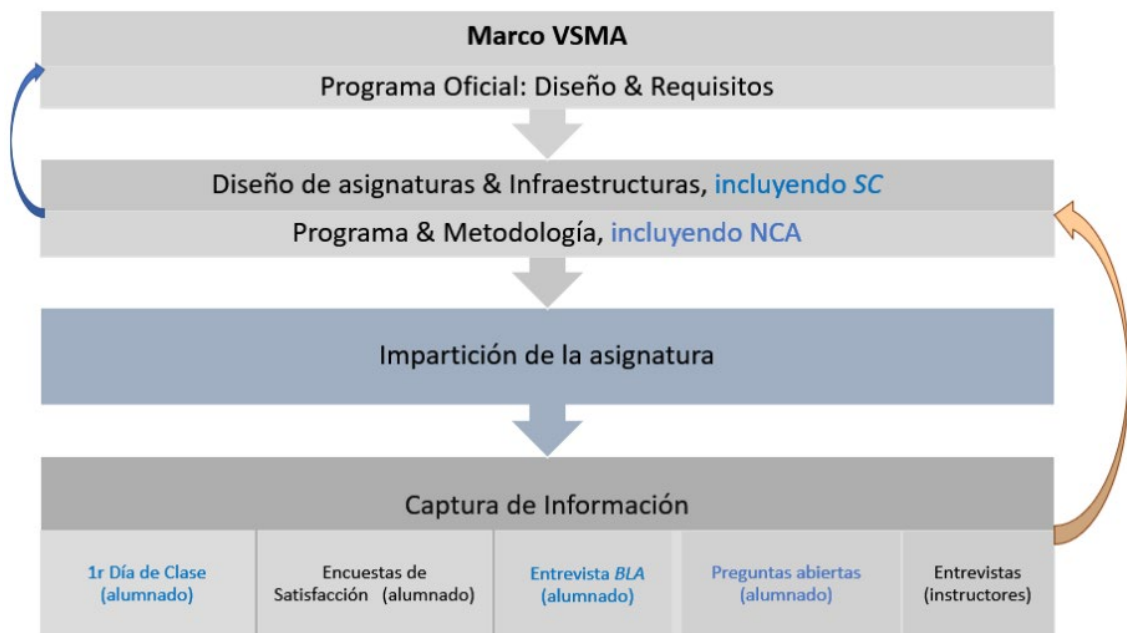 Marco VSMA
Programa Oficial: Diseño & Requisitos
Diseño de asignaturas & Infraestructuras, incluyendo SC
Programa & Metodología, incluyendo NCA
Impartición de la asignatura
Captura de Información
1r Día de Clase
(alumnado)
Encuestas de
Satisfacción (alumnado)
Entrevista BLA
(alumnado)
Preguntas abiertas
(alumnado)
Entrevistas
(instructores)